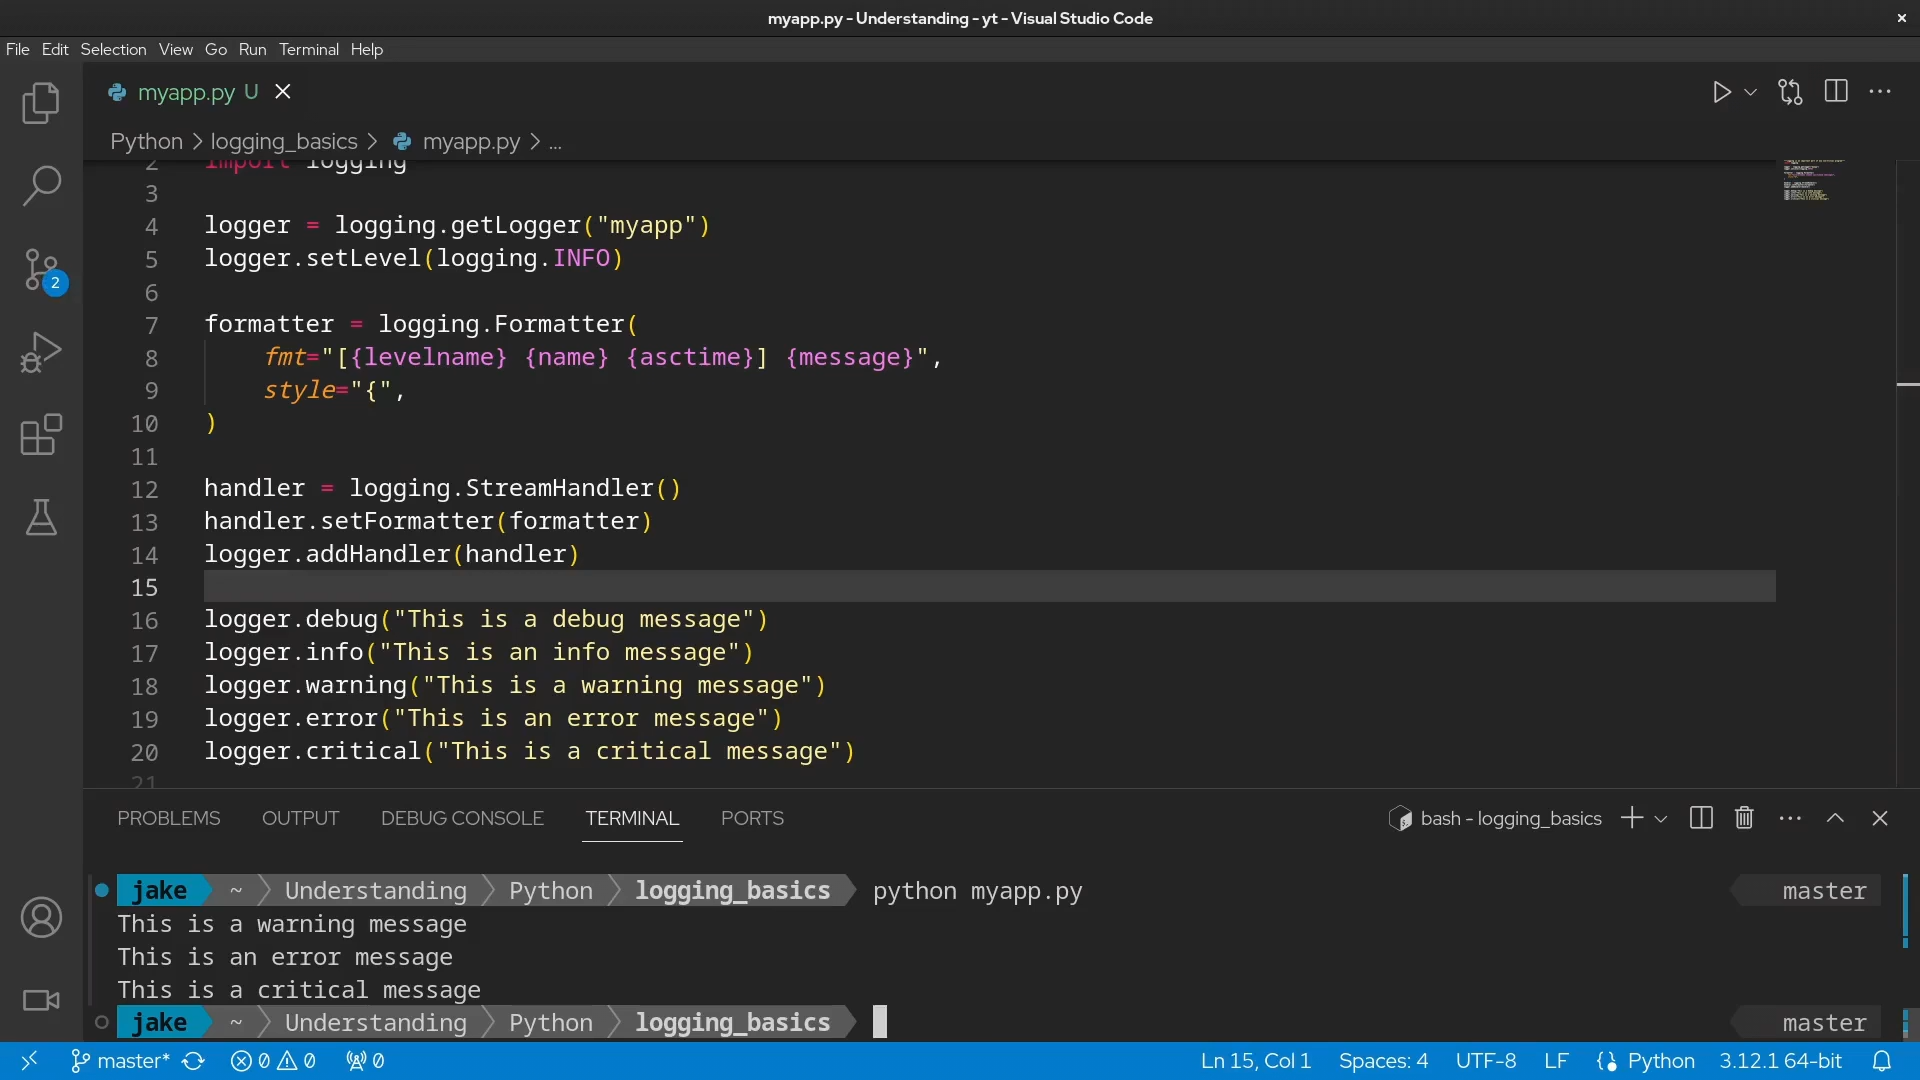 myapp.py - Understanding - yt - Visual Studio Code
File Edit Selection View Go Run Terminal Help
myapp.py U
Python > logging_basics > myapp.py > ...
2 import logging
3
4 logger = logging.getLogger("myapp")
5 logger.setLevel(logging.INFO)
6
7 formatter = logging.Formatter(
8     fmt="[{levelname} {name} {asctime}] {message}",
9     style="{",
10 )
11
12 handler = logging.StreamHandler()
13 handler.setFormatter(formatter)
14 logger.addHandler(handler)
15
16 logger.debug("This is a debug message")
17 logger.info("This is an info message")
18 logger.warning("This is a warning message")
19 logger.error("This is an error message")
20 logger.critical("This is a critical message")
21
PROBLEMS OUTPUT DEBUG CONSOLE TERMINAL PORTS bash - logging_basics
jake ~ Understanding Python logging_basics python myapp.py master
This is a warning message
This is an error message
This is a critical message
jake ~ Understanding Python logging_basics master
2
master* 0 0 0 Ln 15, Col 1 Spaces: 4 UTF-8 LF Python 3.12.1 64-bit